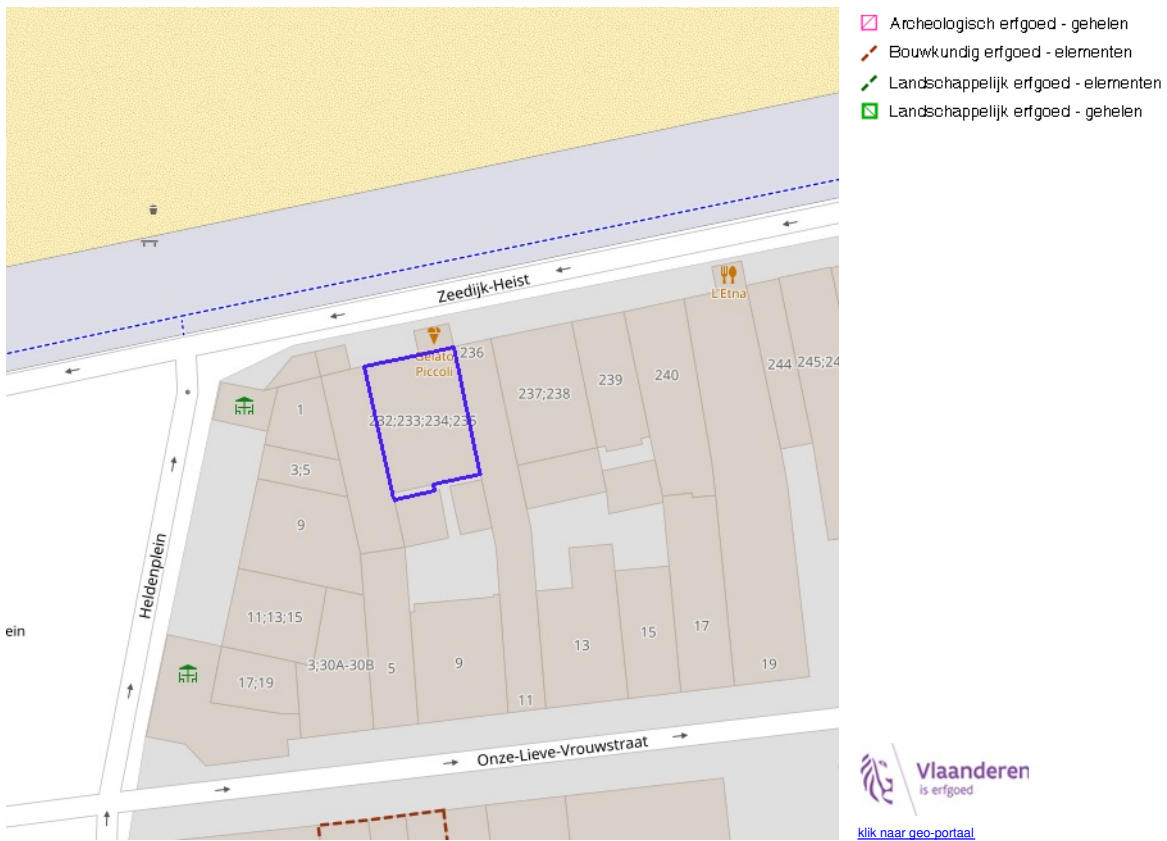 Archeologisch erfgoed - gehelen
Bouwkundig erfgoed - elementen
Landschappelijk erfgoed - elementen
Landschappelijk erfgoed - gehelen
Zeedijk-Heist
L'Etna
Gelato
Piccoli
236
232;233;234;235
237;238
239
240
244
245;24
1
3;5
9
11;13;15
17;19
3;30A-30B
5
9
11
13
15
17
19
Heldenplein
ein
Onze-Lieve-Vrouwstraat
Vlaanderen
is erfgoed
klik naar geo-portaal